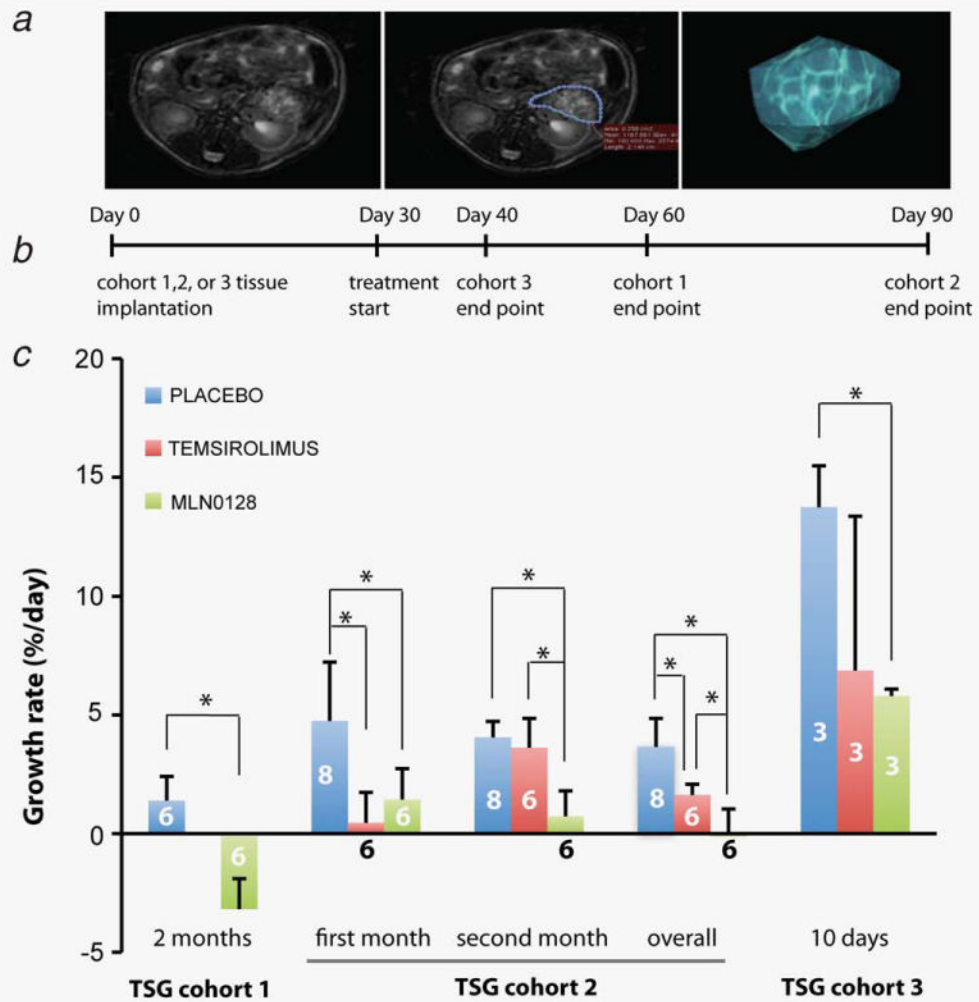 a
Day 0 Day 30 Day 40 Day 60 Day 90
b
cohort 1,2, or 3 tissue implantation
treatment start
cohort 3 end point
cohort 1 end point
cohort 2 end point
c
20
15
10
5
0
-5
Growth rate (%/day)
PLACEBO
TEMSIROLIMUS
MLN0128
* * * * * * * * *
6 6 8 6 6 8 6 6 8 6 6 3 3 3
2 months first month second month overall 10 days
TSG cohort 1 TSG cohort 2 TSG cohort 3